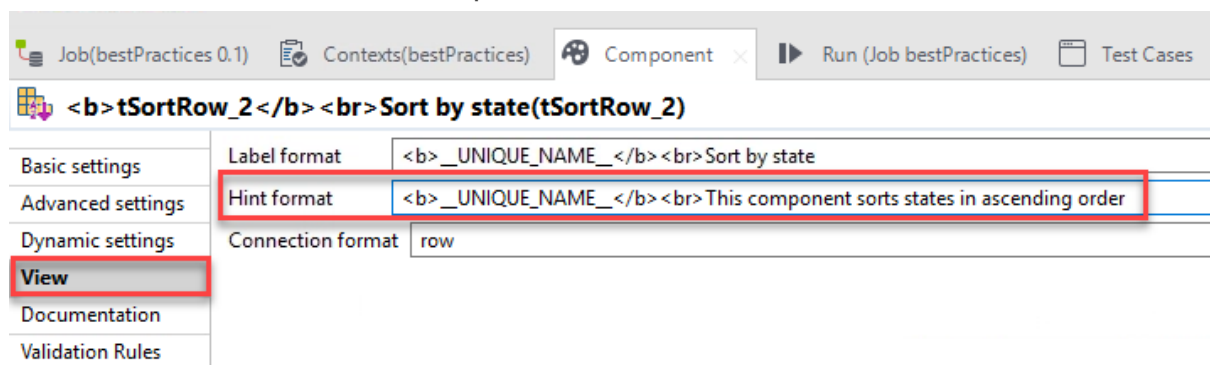 Job(bestPractices 0.1) Contexts(bestPractices) Component Run (Job bestPractices) Test Cases
<b>tSortRow_2</b><br>Sort by state(tSortRow_2)
Basic settings
Label format <b>__UNIQUE_NAME__</b><br>Sort by state
Advanced settings
Hint format <b>__UNIQUE_NAME__</b><br>This component sorts states in ascending order
Dynamic settings
Connection format row
View
Documentation
Validation Rules